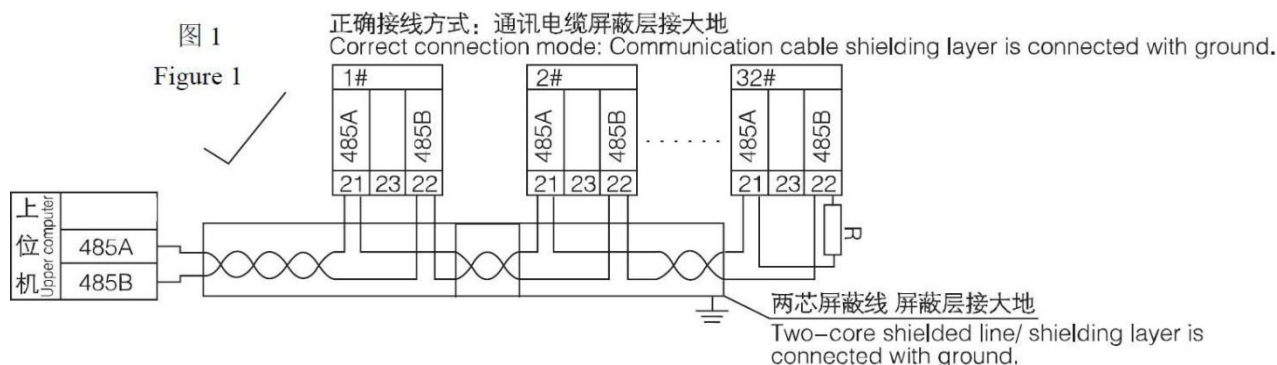 图 1
Figure 1
正确接线方式：通讯电缆屏蔽层接大地
Correct connection mode: Communication cable shielding layer is connected with ground.
1#
485A
485B
21 23 22
2#
485A
485B
21 23 22
......
32#
485A
485B
21 23 22
R
上位机
Upper computer
485A
485B
两芯屏蔽线 屏蔽层接大地
Two-core shielded line/ shielding layer is
connected with ground.